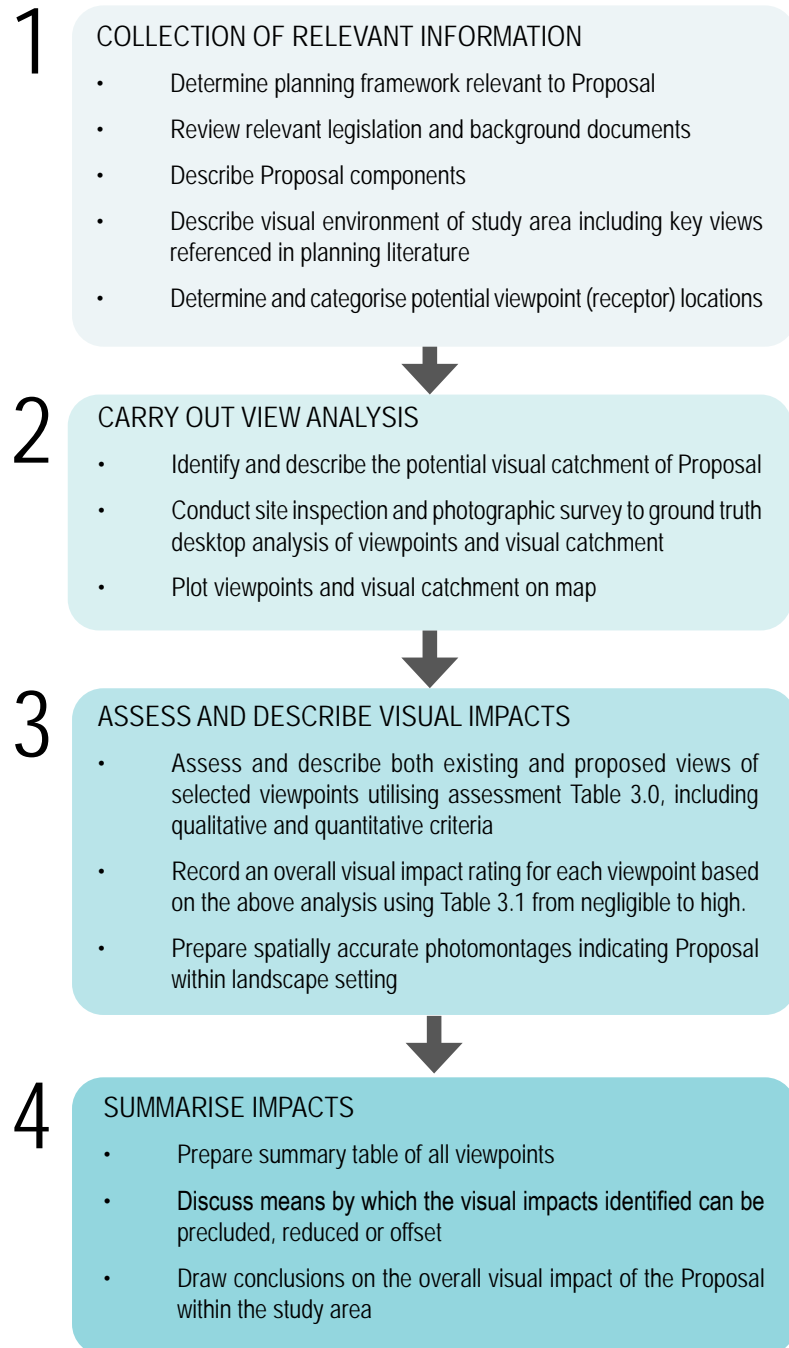 1
COLLECTION OF RELEVANT INFORMATION
• Determine planning framework relevant to Proposal
• Review relevant legislation and background documents
• Describe Proposal components
• Describe visual environment of study area including key views
referenced in planning literature
• Determine and categorise potential viewpoint (receptor) locations
2
CARRY OUT VIEW ANALYSIS
• Identify and describe the potential visual catchment of Proposal
• Conduct site inspection and photographic survey to ground truth
desktop analysis of viewpoints and visual catchment
• Plot viewpoints and visual catchment on map
3
ASSESS AND DESCRIBE VISUAL IMPACTS
• Assess and describe both existing and proposed views of
selected viewpoints utilising assessment Table 3.0, including
qualitative and quantitative criteria
• Record an overall visual impact rating for each viewpoint based
on the above analysis using Table 3.1 from negligible to high.
• Prepare spatially accurate photomontages indicating Proposal
within landscape setting
4
SUMMARISE IMPACTS
• Prepare summary table of all viewpoints
• Discuss means by which the visual impacts identified can be
precluded, reduced or offset
• Draw conclusions on the overall visual impact of the Proposal
within the study area